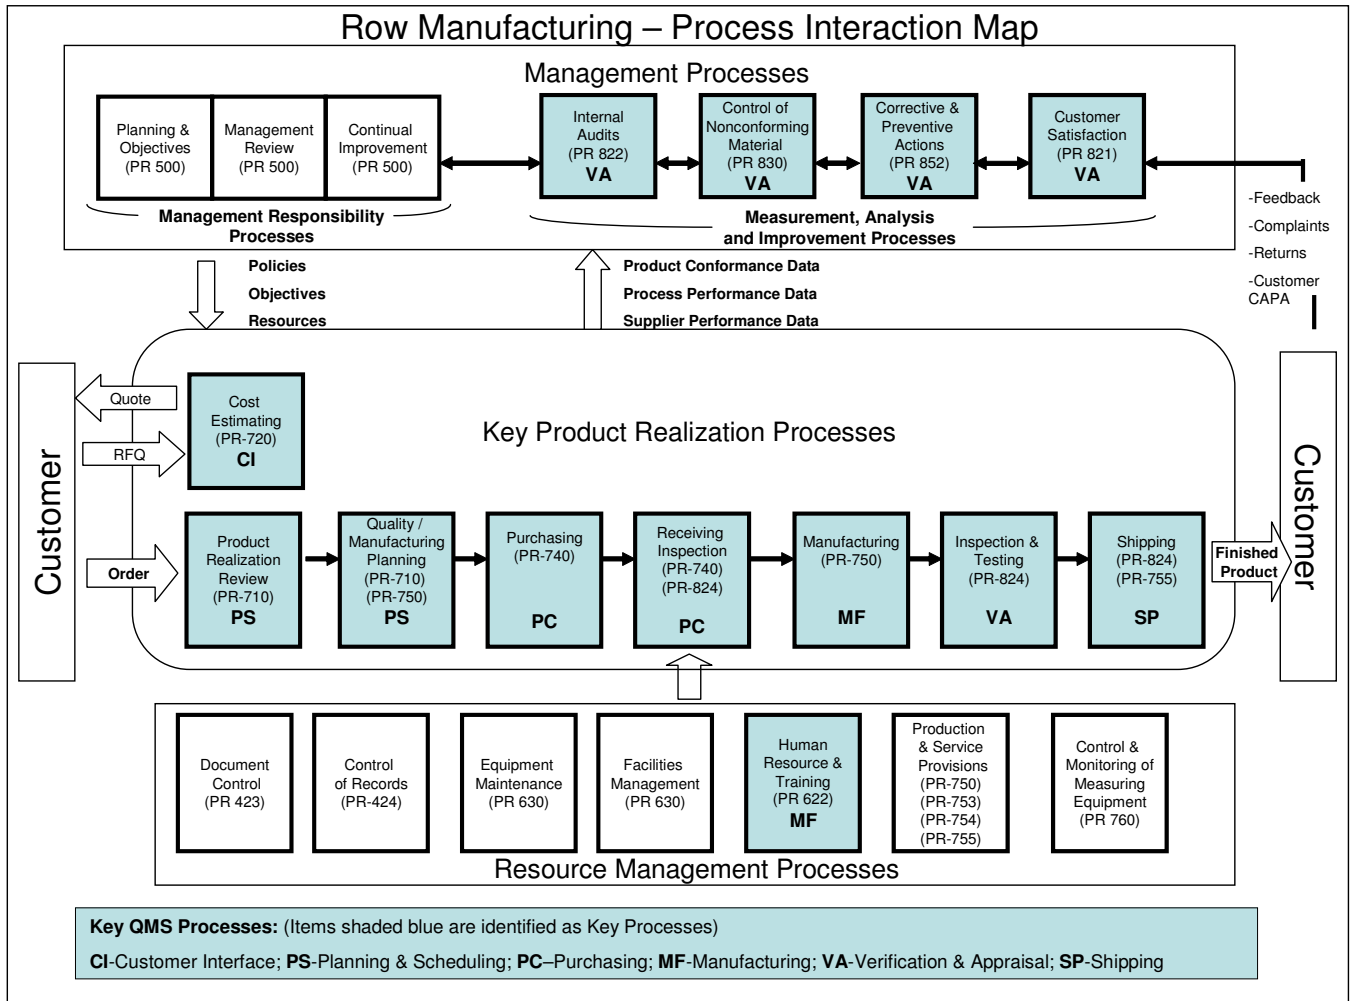 Row Manufacturing – Process Interaction Map
Management Processes
Planning &
Objectives
(PR 500)
Management
Review
(PR 500)
Continual
Improvement
(PR 500)
Internal
Audits
(PR 822)
VA
Control of
Nonconforming
Material
(PR 830)
VA
Corrective &
Preventive
Actions
(PR 852)
VA
Customer
Satisfaction
(PR 821)
VA
Management Responsibility
Processes
Measurement, Analysis
and Improvement Processes
-Feedback
-Complaints
-Returns
-Customer
CAPA
Policies
Objectives
Resources
Product Conformance Data
Process Performance Data
Supplier Performance Data
Customer
Quote
RFQ
Order
Cost
Estimating
(PR-720)
CI
Key Product Realization Processes
Product
Realization
Review
(PR-710)
PS
Quality /
Manufacturing
Planning
(PR-710)
(PR-750)
PS
Purchasing
(PR-740)
PC
Receiving
Inspection
(PR-740)
(PR-824)
PC
Manufacturing
(PR-750)
MF
Inspection &
Testing
(PR-824)
VA
Shipping
(PR-824)
(PR-755)
SP
Finished
Product
Customer
Document
Control
(PR 423)
Control
of Records
(PR-424)
Equipment
Maintenance
(PR 630)
Facilities
Management
(PR 630)
Human
Resource &
Training
(PR 622)
MF
Production
& Service
Provisions
(PR-750)
(PR-753)
(PR-754)
(PR-755)
Control &
Monitoring of
Measuring
Equipment
(PR 760)
Resource Management Processes
Key QMS Processes: (Items shaded blue are identified as Key Processes)
CI-Customer Interface; PS-Planning & Scheduling; PC–Purchasing; MF-Manufacturing; VA-Verification & Appraisal; SP-Shipping